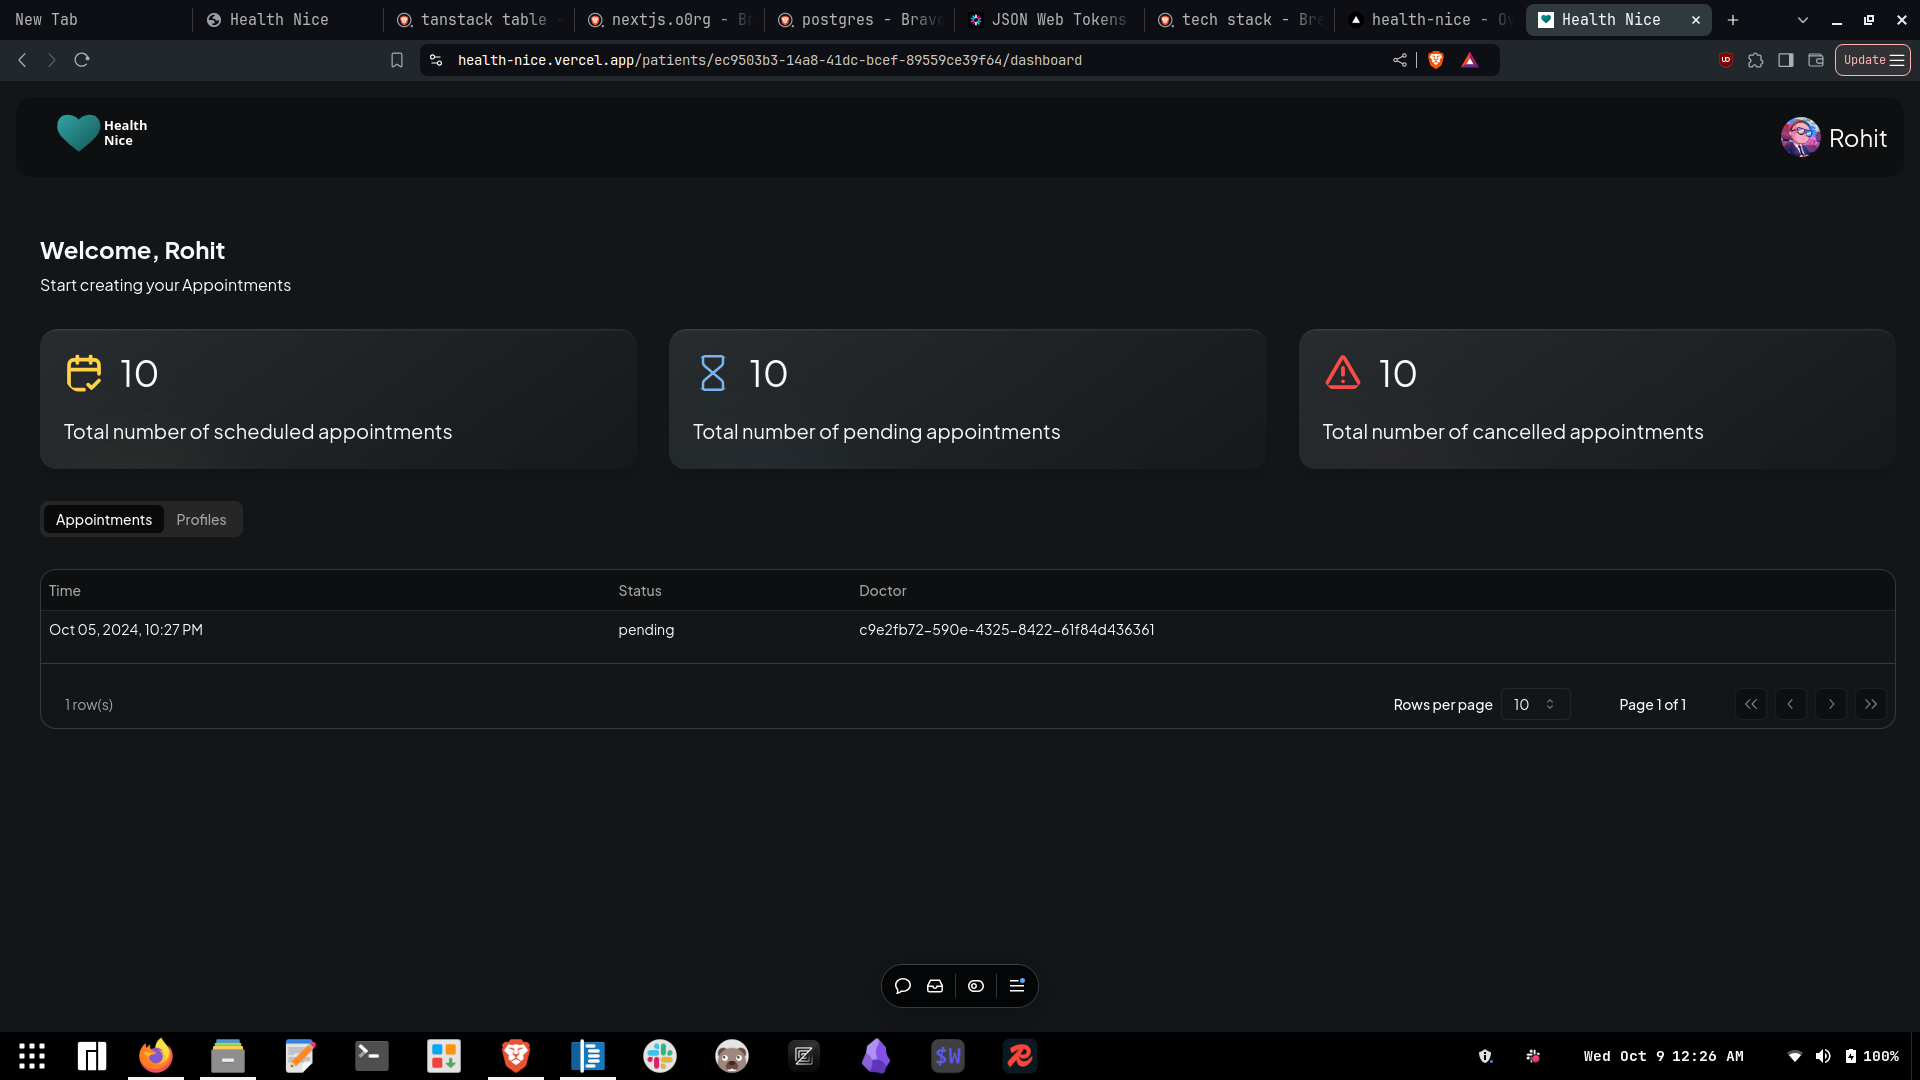 New Tab
Health Nice
tanstack table -
nextjs.o0rg - Br
postgres - Brave
JSON Web Tokens
tech stack - Bra
health-nice - Ov
Health Nice
health-nice.vercel.app/patients/ec9503b3-14a8-41dc-bcef-89559ce39f64/dashboard
Update
Health
Nice
Rohit
Welcome, Rohit
Start creating your Appointments
10
Total number of scheduled appointments
10
Total number of pending appointments
10
Total number of cancelled appointments
Appointments
Profiles
Time Status Doctor
Oct 05, 2024, 10:27 PM pending c9e2fb72-590e-4325-8422-61f84d436361
1 row(s)
Rows per page 10
Page 1 of 1
$W
Wed Oct 9 12:26 AM
100%